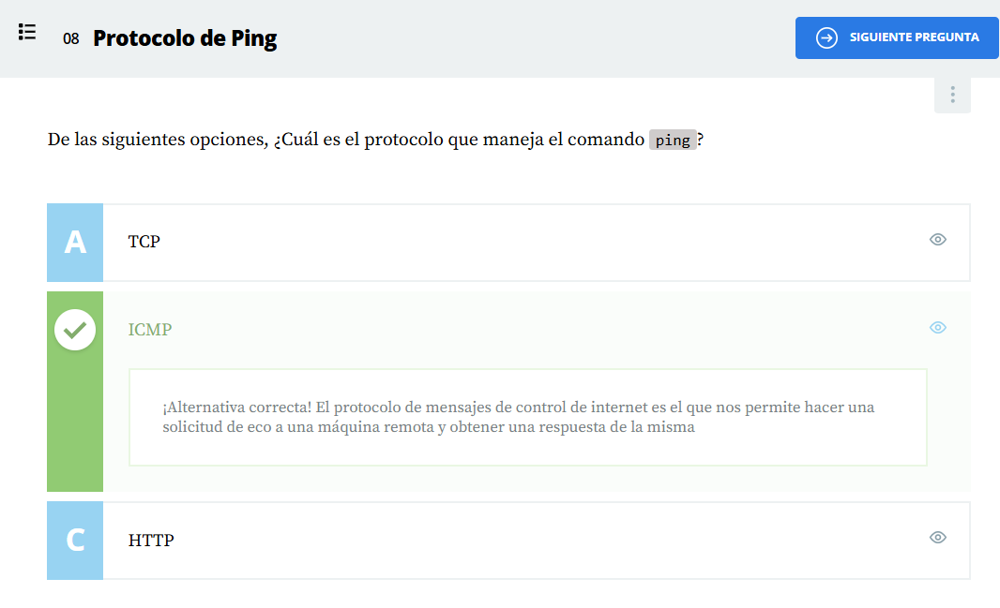 08 Protocolo de Ping
SIGUIENTE PREGUNTA
De las siguientes opciones, ¿Cuál es el protocolo que maneja el comando ping?
A
TCP
ICMP
¡Alternativa correcta! El protocolo de mensajes de control de internet es el que nos permite hacer una
solicitud de eco a una máquina remota y obtener una respuesta de la misma
C
HTTP